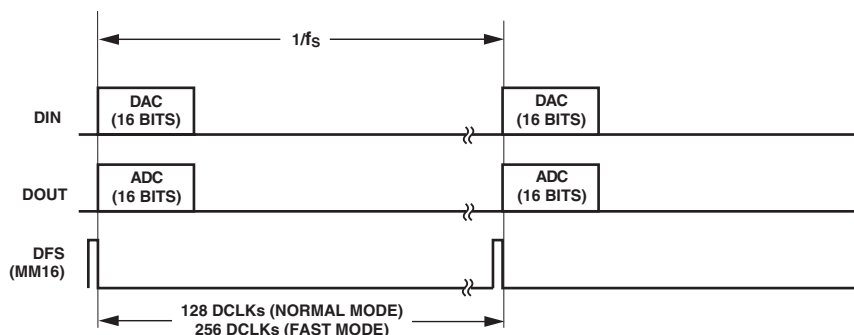 1/fS
DIN
DAC
(16 BITS)
DAC
(16 BITS)
DOUT
ADC
(16 BITS)
ADC
(16 BITS)
DFS
(MM16)
128 DCLKs (NORMAL MODE)
256 DCLKs (FAST MODE)